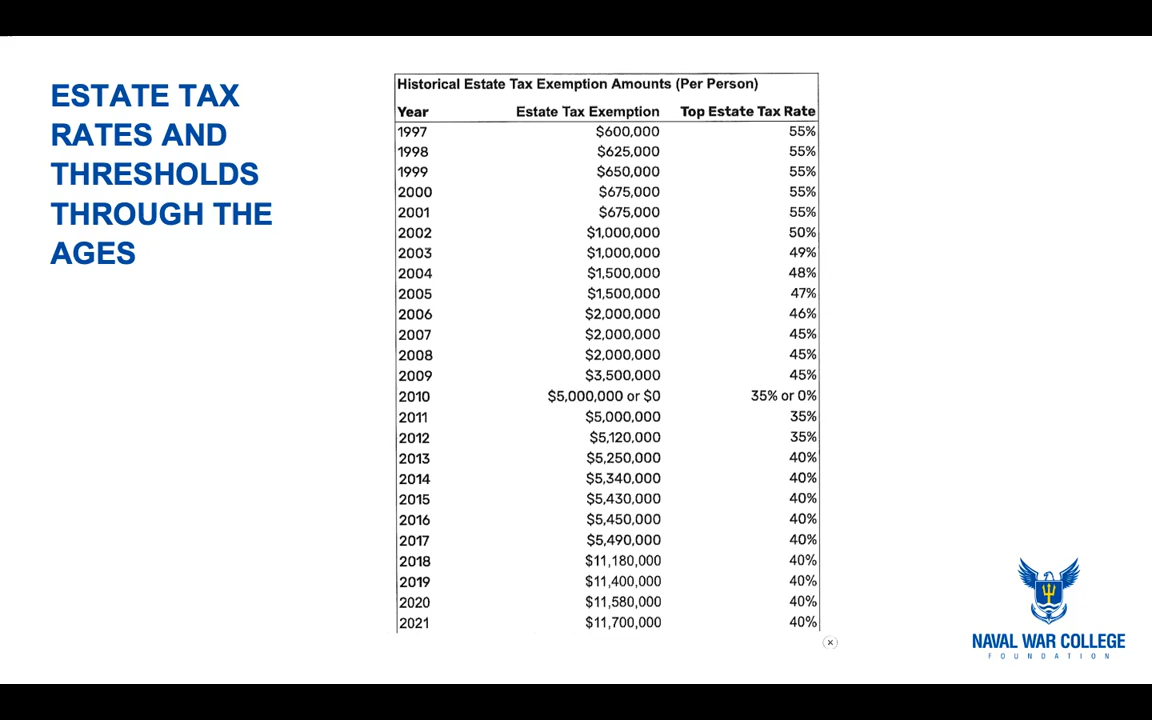 ESTATE TAX
RATES AND
THRESHOLDS
THROUGH THE
AGES
Historical Estate Tax Exemption Amounts (Per Person)
Year Estate Tax Exemption Top Estate Tax Rate
1997 $600,000 55%
1998 $625,000 55%
1999 $650,000 55%
2000 $675,000 55%
2001 $675,000 55%
2002 $1,000,000 50%
2003 $1,000,000 49%
2004 $1,500,000 48%
2005 $1,500,000 47%
2006 $2,000,000 46%
2007 $2,000,000 45%
2008 $2,000,000 45%
2009 $3,500,000 45%
2010 $5,000,000 or $0 35% or 0%
2011 $5,000,000 35%
2012 $5,120,000 35%
2013 $5,250,000 40%
2014 $5,340,000 40%
2015 $5,430,000 40%
2016 $5,450,000 40%
2017 $5,490,000 40%
2018 $11,180,000 40%
2019 $11,400,000 40%
2020 $11,580,000 40%
2021 $11,700,000 40%
NAVAL WAR COLLEGE
FOUNDATION